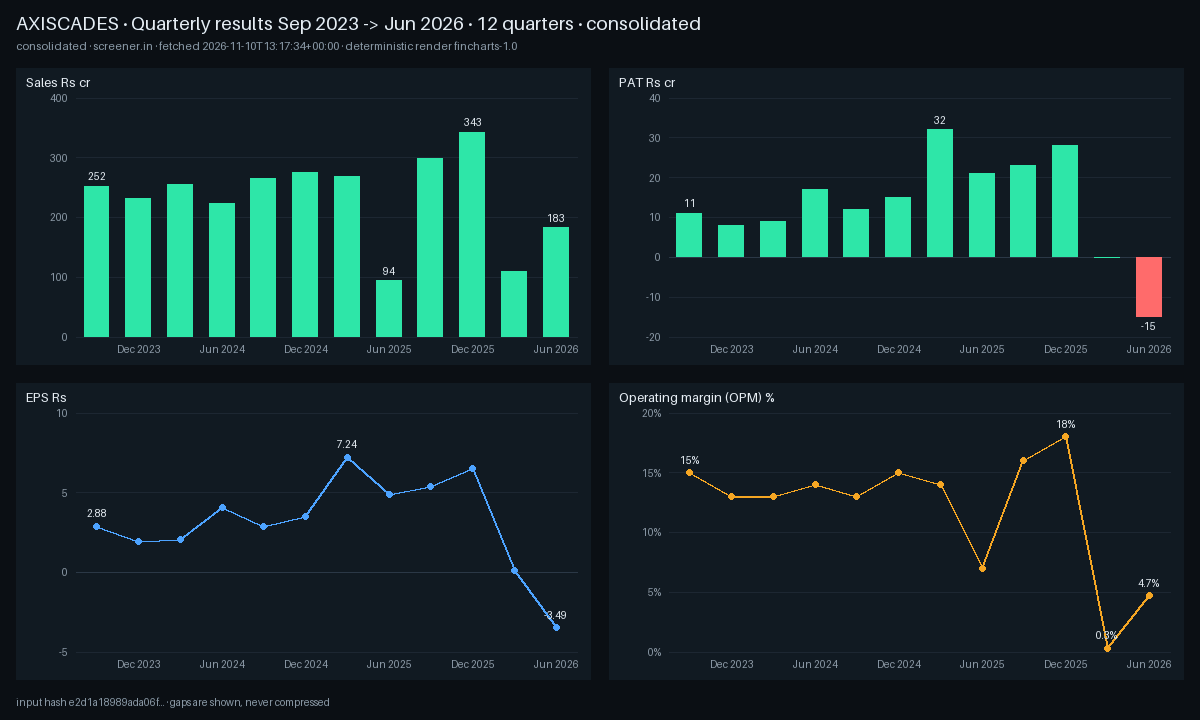 AXISCADES · Quarterly results Sep 2023 -> Jun 2026 · 12 quarters · consolidated
consolidated · screener.in · fetched 2026-11-10T13:17:34+00:00 · deterministic render fincharts-1.0
Sales Rs cr
400
300
200
100
0
252
94
343
183
Dec 2023
Jun 2024
Dec 2024
Jun 2025
Dec 2025
Jun 2026
PAT Rs cr
40
30
20
10
0
-10
-20
11
32
-15
Dec 2023
Jun 2024
Dec 2024
Jun 2025
Dec 2025
Jun 2026
EPS Rs
10
5
0
-5
2.88
7.24
-3.49
Dec 2023
Jun 2024
Dec 2024
Jun 2025
Dec 2025
Jun 2026
Operating margin (OPM) %
20%
15%
10%
5%
0%
15%
18%
4.7%
Dec 2023
Jun 2024
Dec 2024
Jun 2025
Dec 2025
Jun 2026
input hash e2d1a18989ada06f… · gaps are shown, never compressed